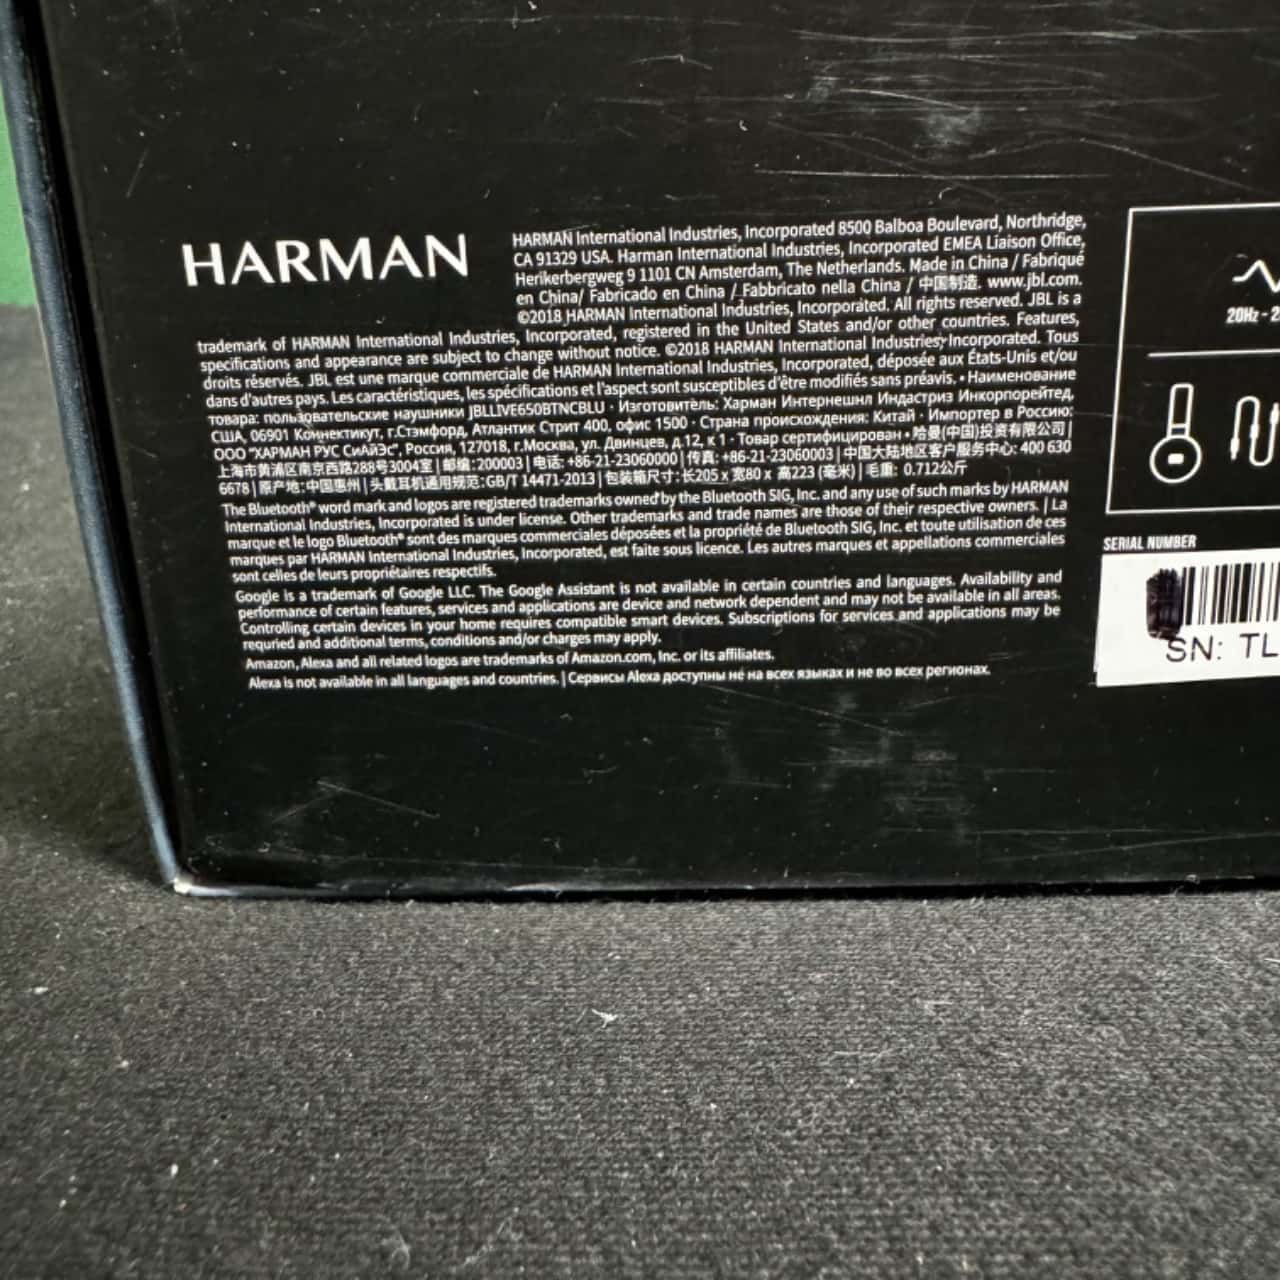 HARMAN
HARMAN International Industries, Incorporated 8500 Balboa Boulevard, Northridge,
CA 91329 USA. Harman International Industries, Incorporated EMEA Liaison Office,
Herikerbergweg 9 1101 CN Amsterdam, The Netherlands. Made in China / Fabriqué
en China/ Fabricado en China / Fabbricato nella China / 中国制造. www.jbl.com.
©2018 HARMAN International Industries, Incorporated. All rights reserved. JBL is a
trademark of HARMAN International Industries, Incorporated, registered in the United States and/or other countries. Features,
specifications and appearance are subject to change without notice. ©2018 HARMAN International Industries, Incorporated. Tous
droits réservés. JBL est une marque commerciale de HARMAN International Industries, Incorporated, déposée aux États-Unis et/ou
dans d'autres pays. Les caractéristiques, les spécifications et l'aspect sont susceptibles d'être modifiés sans préavis. • Наименование
товара: пользовательские наушники JBLLIVE650BTNCBLU · Изготовитель: Харман Интернешнл Индастриз Инкорпорейтед,
США, 06901 Коннектикут, г.Стэмфорд, Атлантик Стрит 400, офис 1500 · Страна происхождения: Китай · Импортер в Россию:
ООО "ХАРМАН РУС СиАйЭс", Россия, 127018, г.Москва, ул. Двинцев, д.12, к 1 · Товар сертифицирован • 哈曼(中国)投资有限公司 |
上海市黄浦区南京西路288号3004室 | 邮编:200003 | 电话: +86-21-23060000 | 传真: +86-21-23060003 | 中国大陆地区客户服务中心: 400 630
6678 | 原产地:中国惠州 | 头戴耳机通用规范:GB/T 14471-2013 | 包装箱尺寸: 长205 x 宽80 x 高223 (毫米) | 毛重: 0.712公斤
The Bluetooth® word mark and logos are registered trademarks owned by the Bluetooth SIG, Inc. and any use of such marks by HARMAN
International Industries, Incorporated is under license. Other trademarks and trade names are those of their respective owners. | La
marque et le logo Bluetooth® sont des marques commerciales déposées et la propriété de Bluetooth SIG, Inc. et toute utilisation de ces
marques par HARMAN International Industries, Incorporated, est faite sous licence. Les autres marques et appellations commerciales
sont celles de leurs propriétaires respectifs.
Google is a trademark of Google LLC. The Google Assistant is not available in certain countries and languages. Availability and
performance of certain features, services and applications are device and network dependent and may not be available in all areas.
Controlling certain devices in your home requires compatible smart devices. Subscriptions for services and applications may be
requried and additional terms, conditions and/or charges may apply.
Amazon, Alexa and all related logos are trademarks of Amazon.com, Inc. or its affiliates.
Alexa is not available in all languages and countries. | Сервисы Alexa доступны не на всех языках и не во всех регионах.
20Hz - 2
SERIAL NUMBER
SN: TL